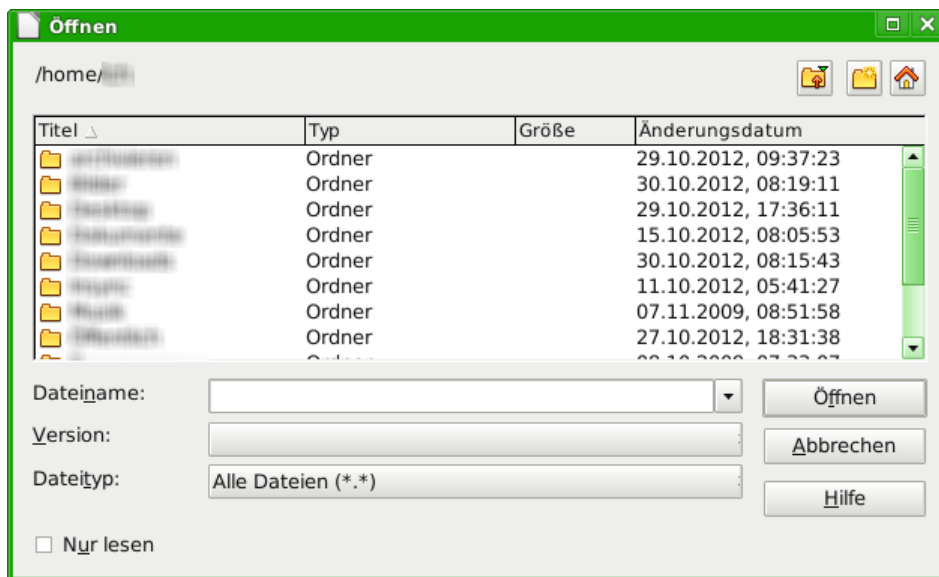 Öffnen
/home/
Titel Typ Größe Änderungsdatum
Ordner 29.10.2012, 09:37:23
Ordner 30.10.2012, 08:19:11
Ordner 29.10.2012, 17:36:11
Ordner 15.10.2012, 08:05:53
Ordner 30.10.2012, 08:15:43
Ordner 11.10.2012, 05:41:27
Ordner 07.11.2009, 08:51:58
Ordner 27.10.2012, 18:31:38
Dateiname: Öffnen
Version: Abbrechen
Dateityp: Alle Dateien (*.*)
Hilfe
Nur lesen